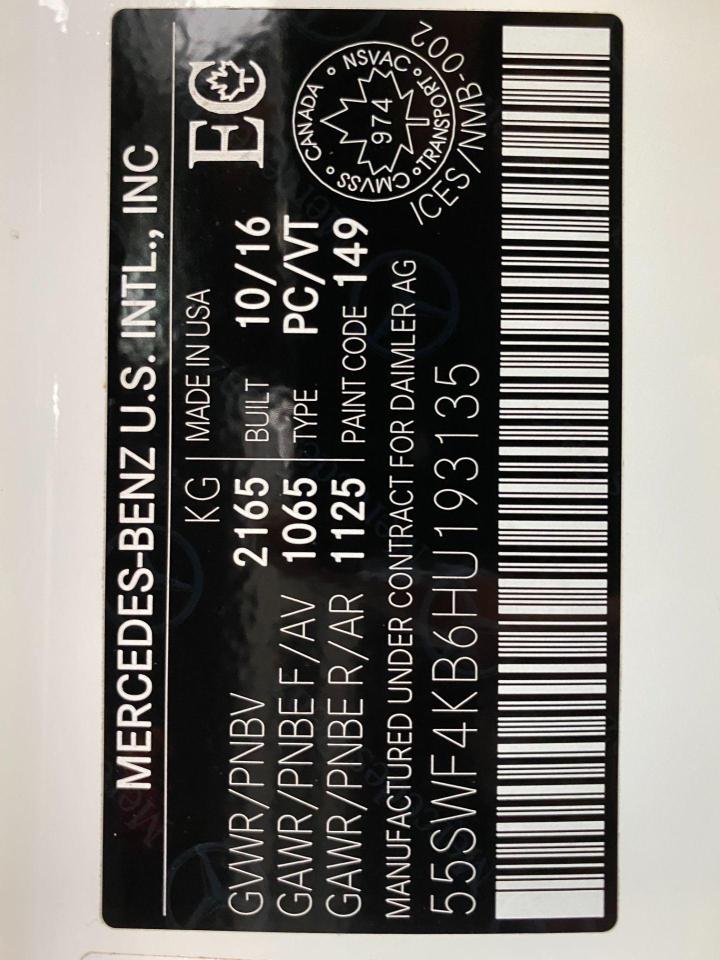 MERCEDES-BENZ U.S. INTL., INC
KG MADE IN USA
GVWR/PNBV 2165 BUILT 10/16
GAWR/PNBE F/AV 1065 TYPE PC/VT
GAWR/PNBE R/AR 1125 PAINT CODE 149
MANUFACTURED UNDER CONTRACT FOR DAIMLER AG
55SWF4KB6HU193135
EC
CANADA • NSVAC • TRANSPORT • CMVSS •
974
ICES/NMB-002